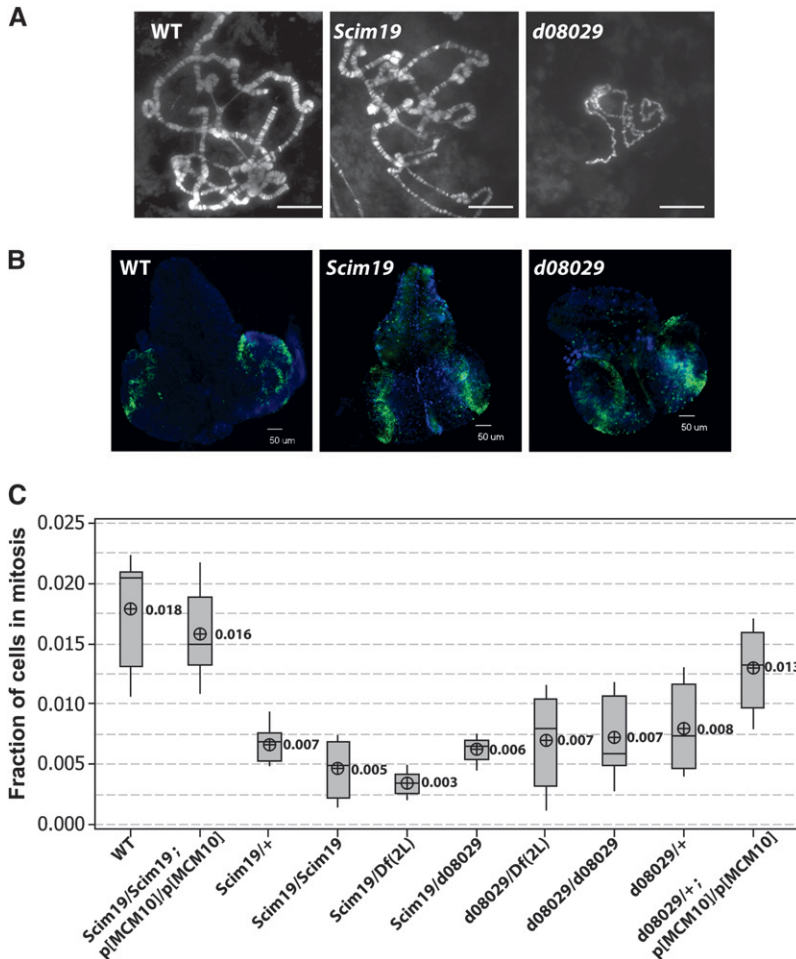 A
WT
Scim19
d08029
B
WT
Scim19
d08029
50 um
50 um
50 um
C
Fraction of cells in mitosis
0.025
0.020
0.015
0.010
0.005
0.000
0.018
0.016
0.007
0.005
0.003
0.006
0.007
0.007
0.008
0.013
WT
Scim19/Scim19 ;
p[MCM10]/p[MCM10]
Scim19/+
Scim19/Scim19
Scim19/Df(2L)
Scim19/d08029
d08029/Df(2L)
d08029/d08029
d08029/+
d08029/+ ;
p[MCM10]/p[MCM10]